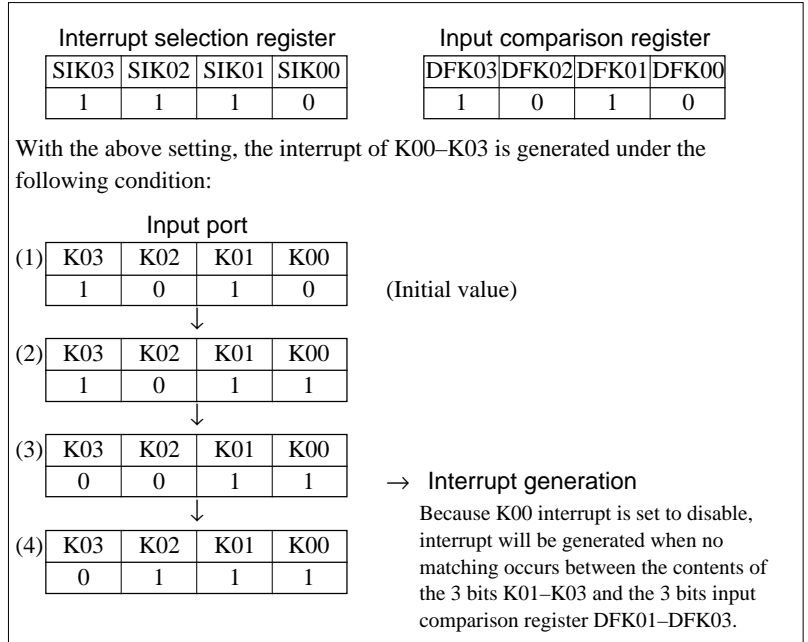 Interrupt selection register Input comparison register
SIK03 SIK02 SIK01 SIK00 DFK03 DFK02 DFK01 DFK00
1 1 1 0 1 0 1 0
With the above setting, the interrupt of K00–K03 is generated under the
following condition:
Input port
(1) K03 K02 K01 K00
1 0 1 0 (Initial value)
↓
(2) K03 K02 K01 K00
1 0 1 1
↓
(3) K03 K02 K01 K00
0 0 1 1 → Interrupt generation
↓ Because K00 interrupt is set to disable,
(4) K03 K02 K01 K00 interrupt will be generated when no
0 1 1 1 matching occurs between the contents of
the 3 bits K01–K03 and the 3 bits input
comparison register DFK01–DFK03.